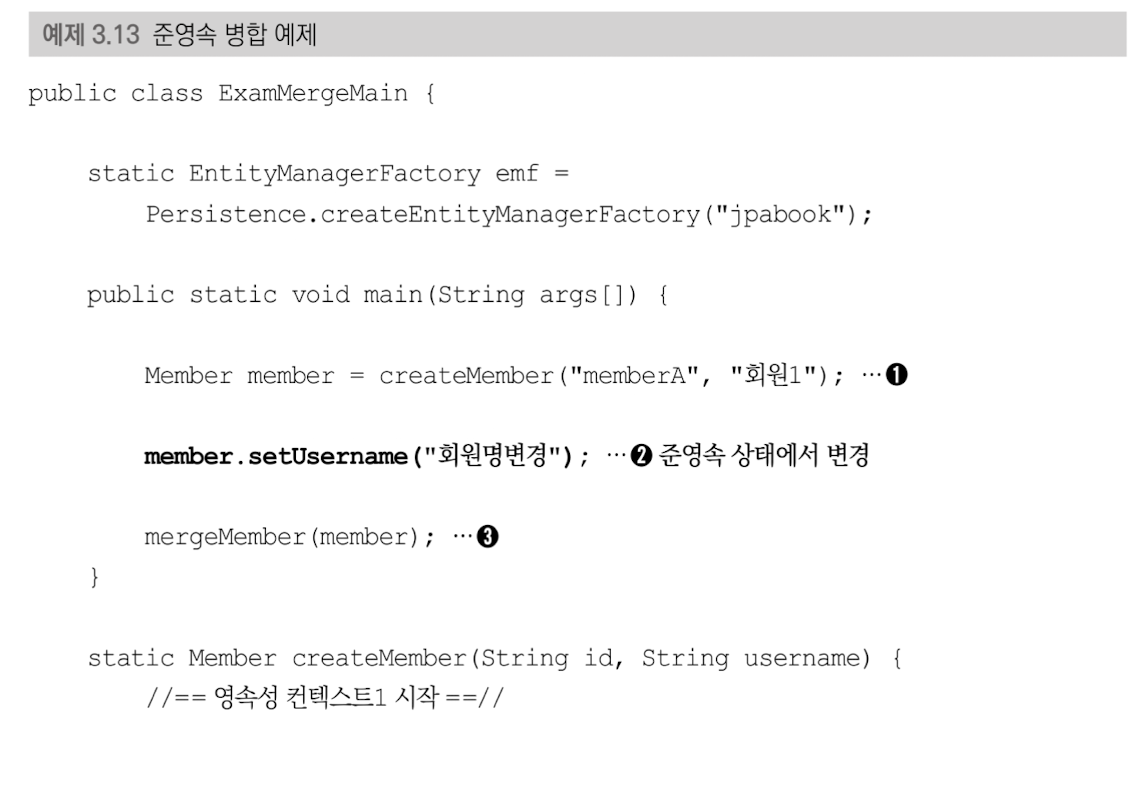 예제 3.13 준영속 병합 예제
public class ExamMergeMain {
static EntityManagerFactory emf =
Persistence.createEntityManagerFactory("jpabook");
public static void main(String args[]) {
Member member = createMember("memberA", "회원1"); …❶
member.setUsername("회원명변경"); …❷ 준영속 상태에서 변경
mergeMember(member); …❸
}
static Member createMember(String id, String username) {
//== 영속성 컨텍스트1 시작 ==//